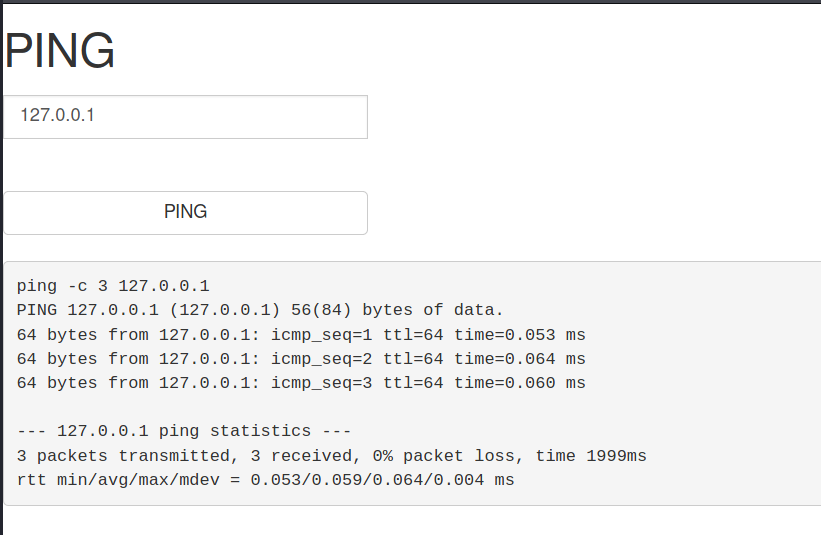 PING
127.0.0.1
PING
ping -c 3 127.0.0.1
PING 127.0.0.1 (127.0.0.1) 56(84) bytes of data.
64 bytes from 127.0.0.1: icmp_seq=1 ttl=64 time=0.053 ms
64 bytes from 127.0.0.1: icmp_seq=2 ttl=64 time=0.064 ms
64 bytes from 127.0.0.1: icmp_seq=3 ttl=64 time=0.060 ms
--- 127.0.0.1 ping statistics ---
3 packets transmitted, 3 received, 0% packet loss, time 1999ms
rtt min/avg/max/mdev = 0.053/0.059/0.064/0.004 ms